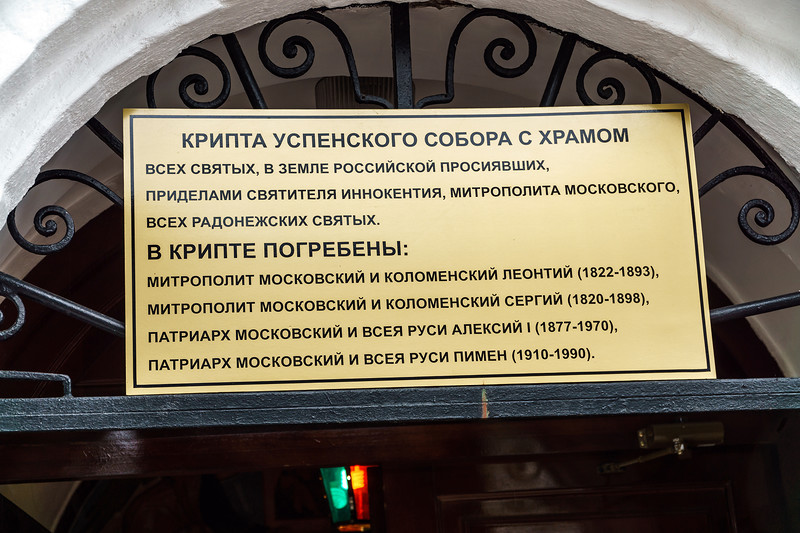 КРИПТА УСПЕНСКОГО СОБОРА С ХРАМОМ
ВСЕХ СВЯТЫХ, В ЗЕМЛЕ РОССИЙСКОЙ ПРОСИЯВШИХ,
ПРИДЕЛАМИ СВЯТИТЕЛЯ ИННОКЕНТИЯ, МИТРОПОЛИТА МОСКОВСКОГО,
ВСЕХ РАДОНЕЖСКИХ СВЯТЫХ.
В КРИПТЕ ПОГРЕБЕНЫ:
МИТРОПОЛИТ МОСКОВСКИЙ И КОЛОМЕНСКИЙ ЛЕОНТИЙ (1822-1893),
МИТРОПОЛИТ МОСКОВСКИЙ И КОЛОМЕНСКИЙ СЕРГИЙ (1820-1898),
ПАТРИАРХ МОСКОВСКИЙ И ВСЕЯ РУСИ АЛЕКСИЙ I (1877-1970),
ПАТРИАРХ МОСКОВСКИЙ И ВСЕЯ РУСИ ПИМЕН (1910-1990).